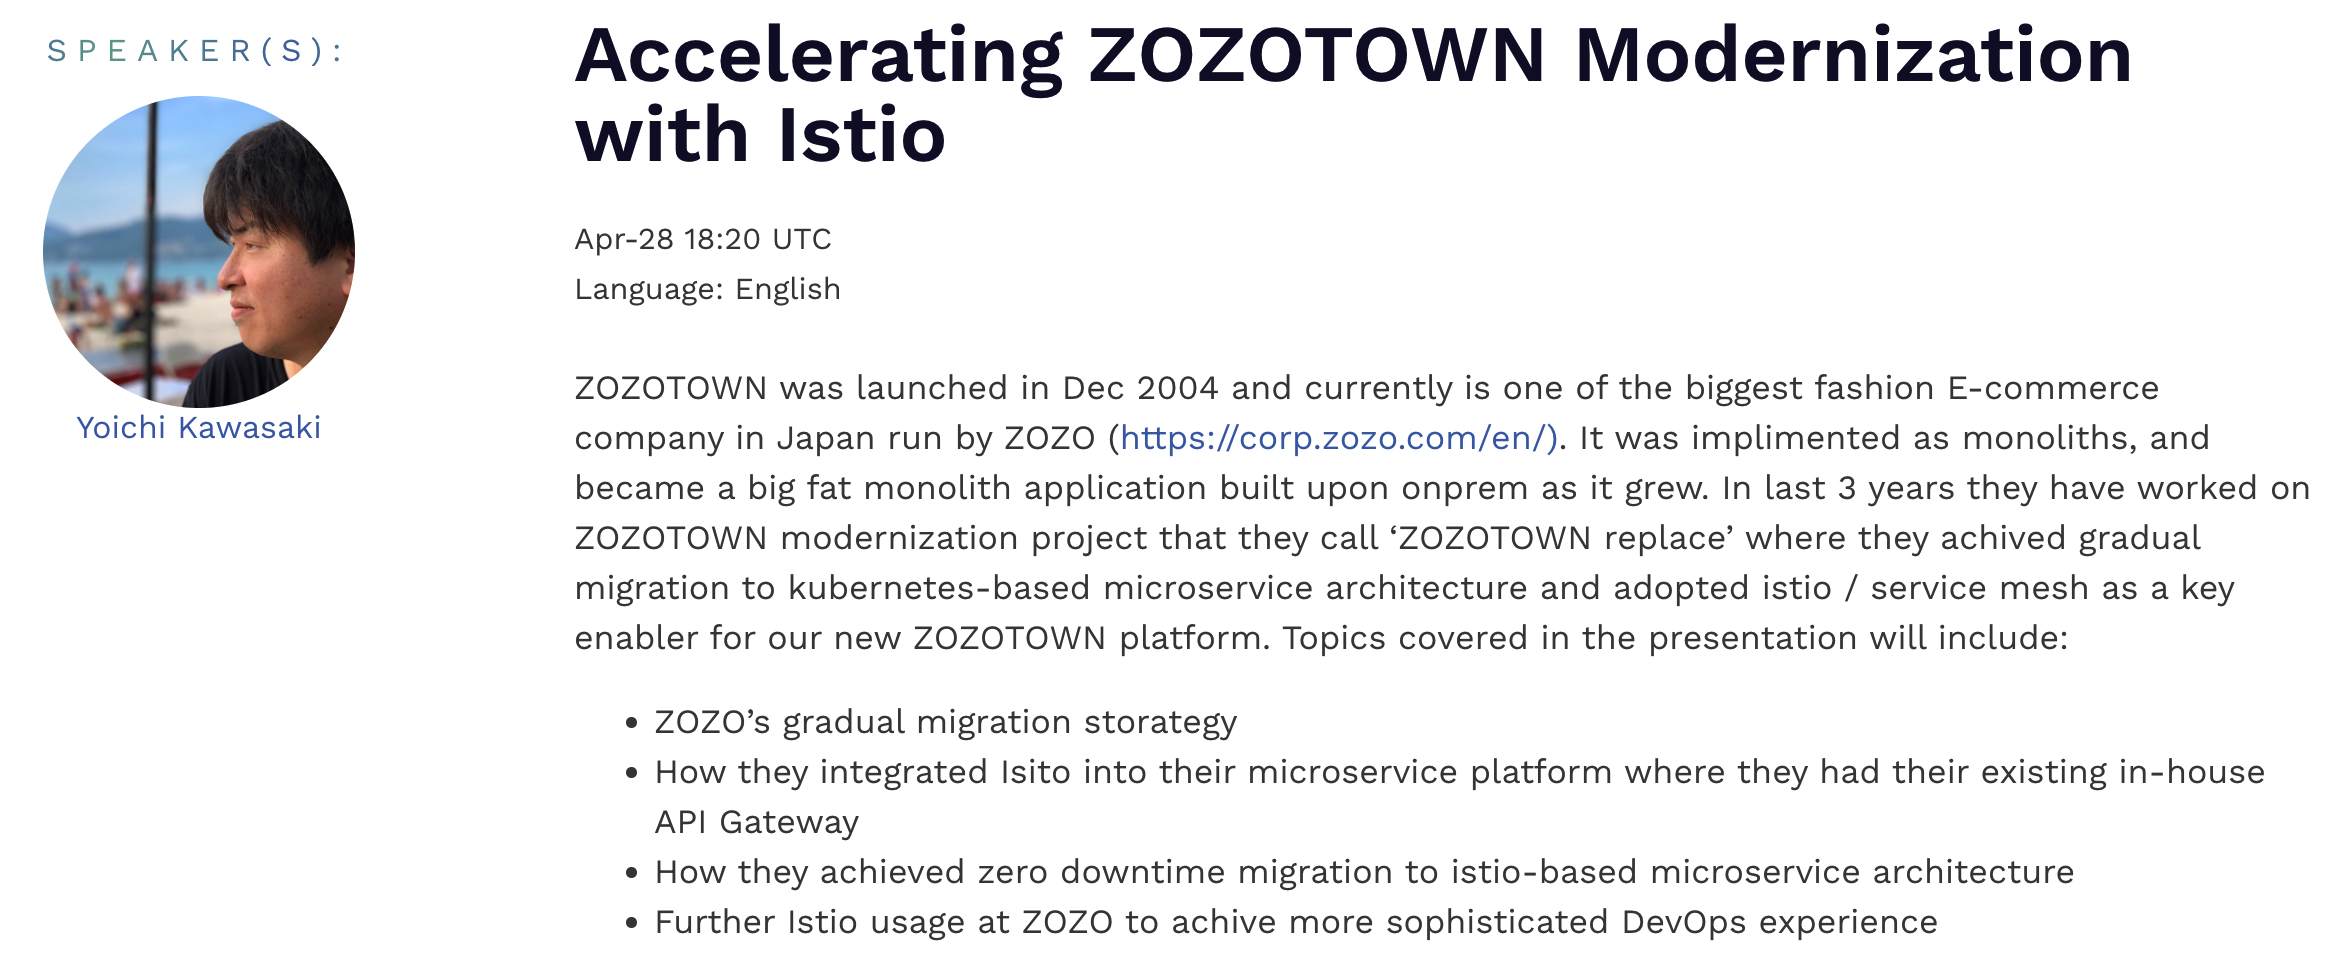 SPEAKER(S):
Yoichi Kawasaki
Accelerating ZOZOTOWN Modernization
with Istio
Apr-28 18:20 UTC
Language: English
ZOZOTOWN was launched in Dec 2004 and currently is one of the biggest fashion E-commerce
company in Japan run by ZOZO (https://corp.zozo.com/en/). It was implimented as monoliths, and
became a big fat monolith application built upon onprem as it grew. In last 3 years they have worked on
ZOZOTOWN modernization project that they call ‘ZOZOTOWN replace’ where they achived gradual
migration to kubernetes-based microservice architecture and adopted istio / service mesh as a key
enabler for our new ZOZOTOWN platform. Topics covered in the presentation will include:
• ZOZO’s gradual migration storategy
• How they integrated Isito into their microservice platform where they had their existing in-house
API Gateway
• How they achieved zero downtime migration to istio-based microservice architecture
• Further Istio usage at ZOZO to achive more sophisticated DevOps experience